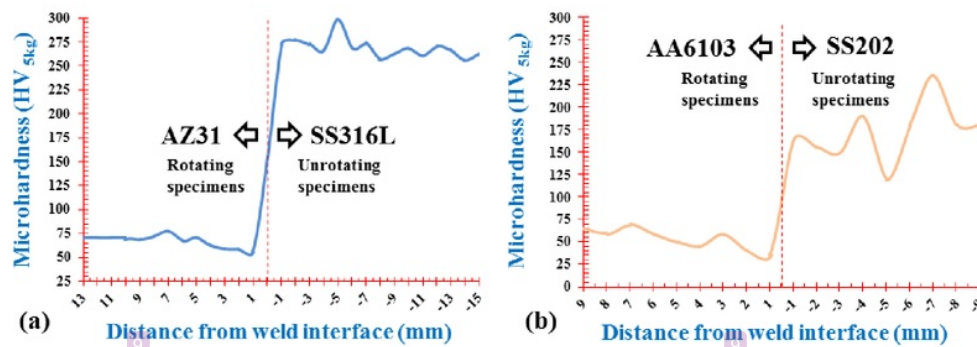 300
275
250
225
200
175
150
125
100
75
50
25
Microhardness (HV 5kg)
AZ31
SS316L
Rotating
specimens
Unrotating
specimens
13 11 9 7 5 3 1 -1 -3 -5 -7 -9 -11 -13 -15
(a)
Distance from weld interface (mm)
300
275
250
225
200
175
150
125
100
75
50
25
0
Microhardness (HV 5kg)
AA6103
SS202
Rotating
specimens
Unrotating
specimens
9 8 7 6 5 4 3 2 1 -1 -2 -3 -4 -5 -6 -7 -8 -9
(b)
Distance from weld interface (mm)